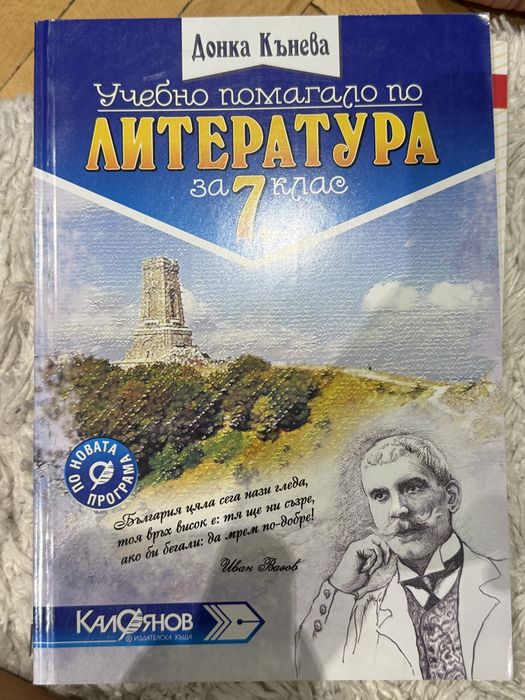 Донка Кънева
Учебно помагало по
ЛИТЕРАТУРА
за 7. клас
ПО НОВАТА ПРОГРАМА
България цяла сега нази гледа,
тоя връх висок е: тя ще ни съзре,
ако би бегали: да мрем по-добре!
Иван Вазов
КАЛОЯНОВ
ИЗДАТЕЛСКА КЪЩА